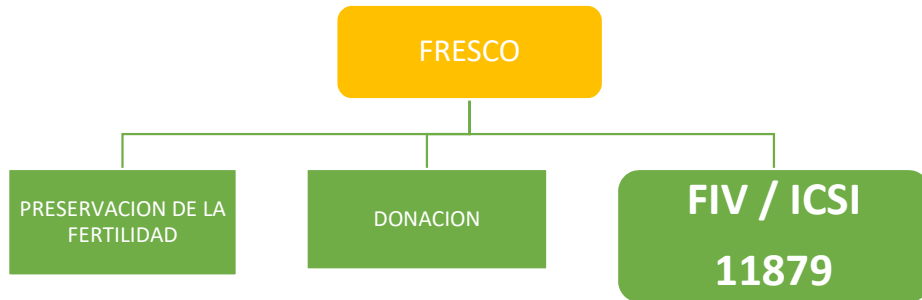 FRESCO
PRESERVACION DE LA
FERTILIDAD
DONACION
FIV / ICSI
11879